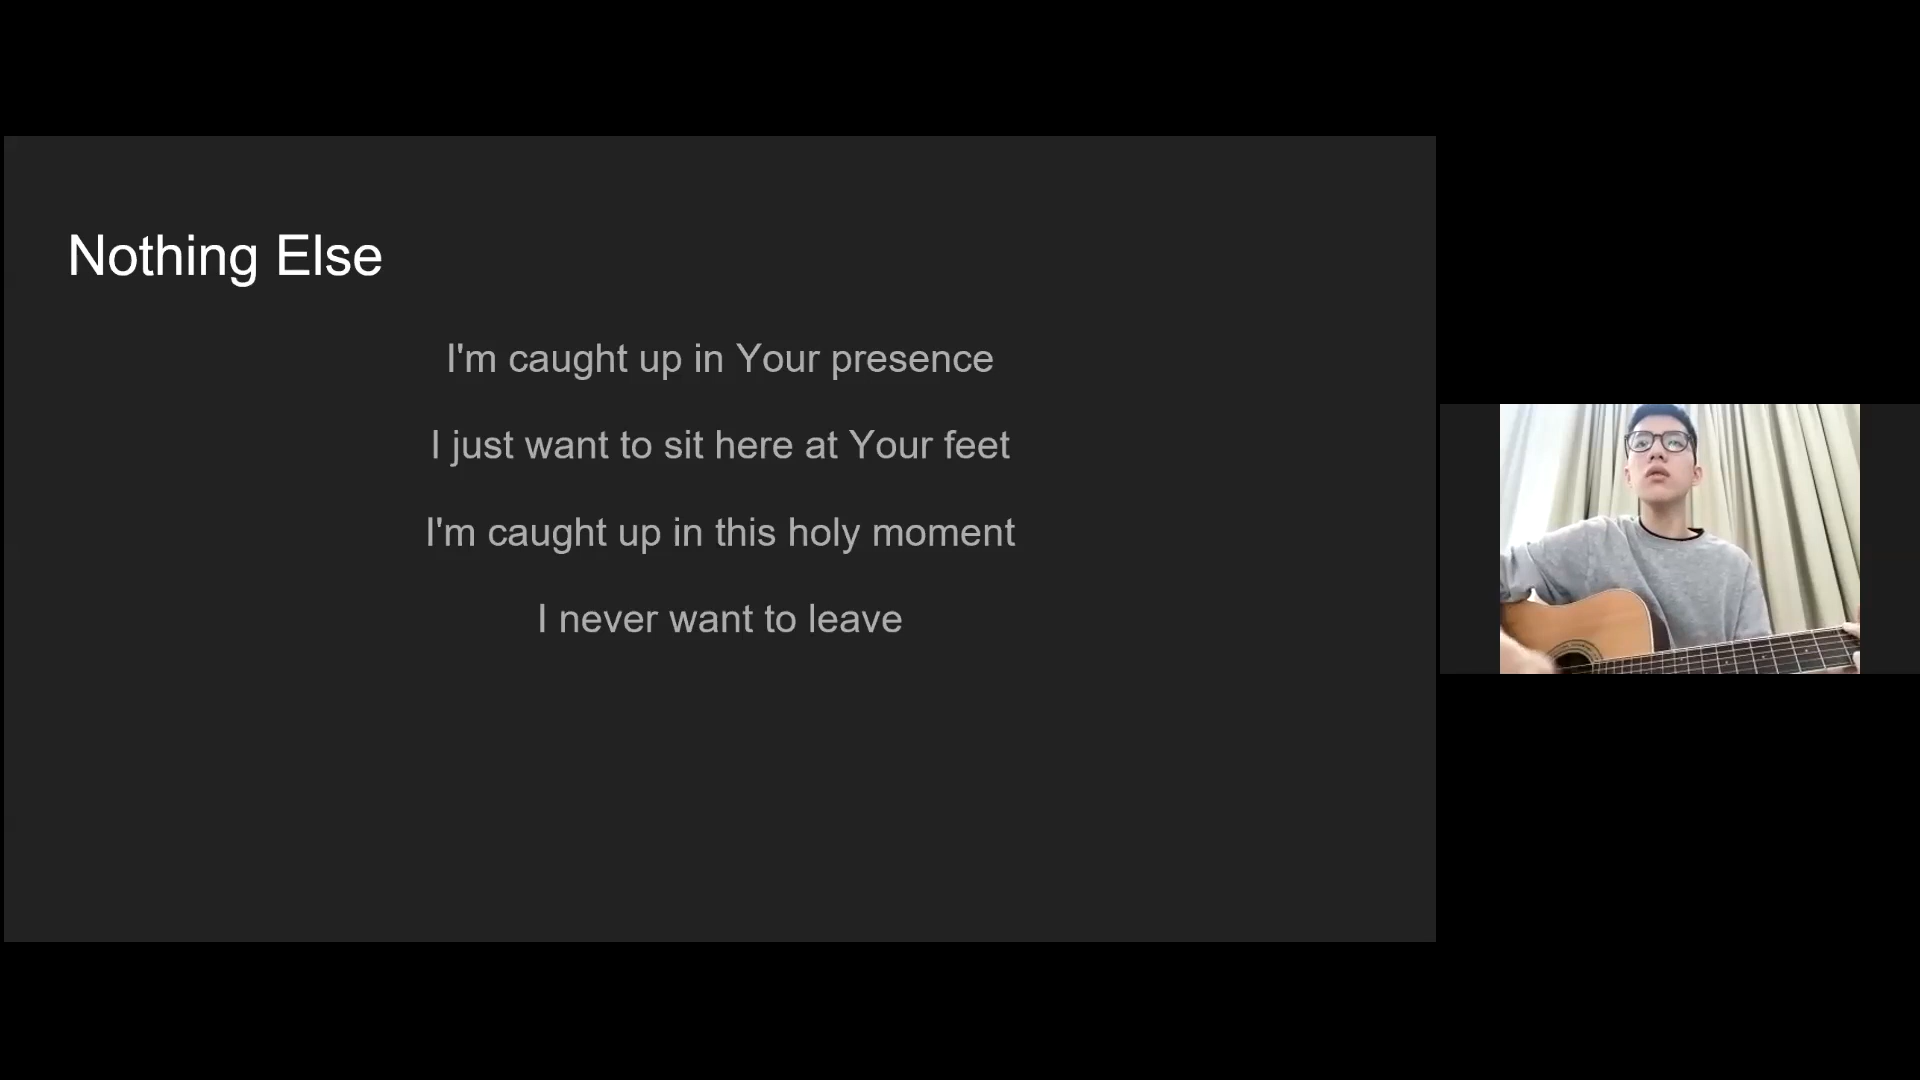 Nothing Else
I'm caught up in Your presence
I just want to sit here at Your feet
I'm caught up in this holy moment
I never want to leave